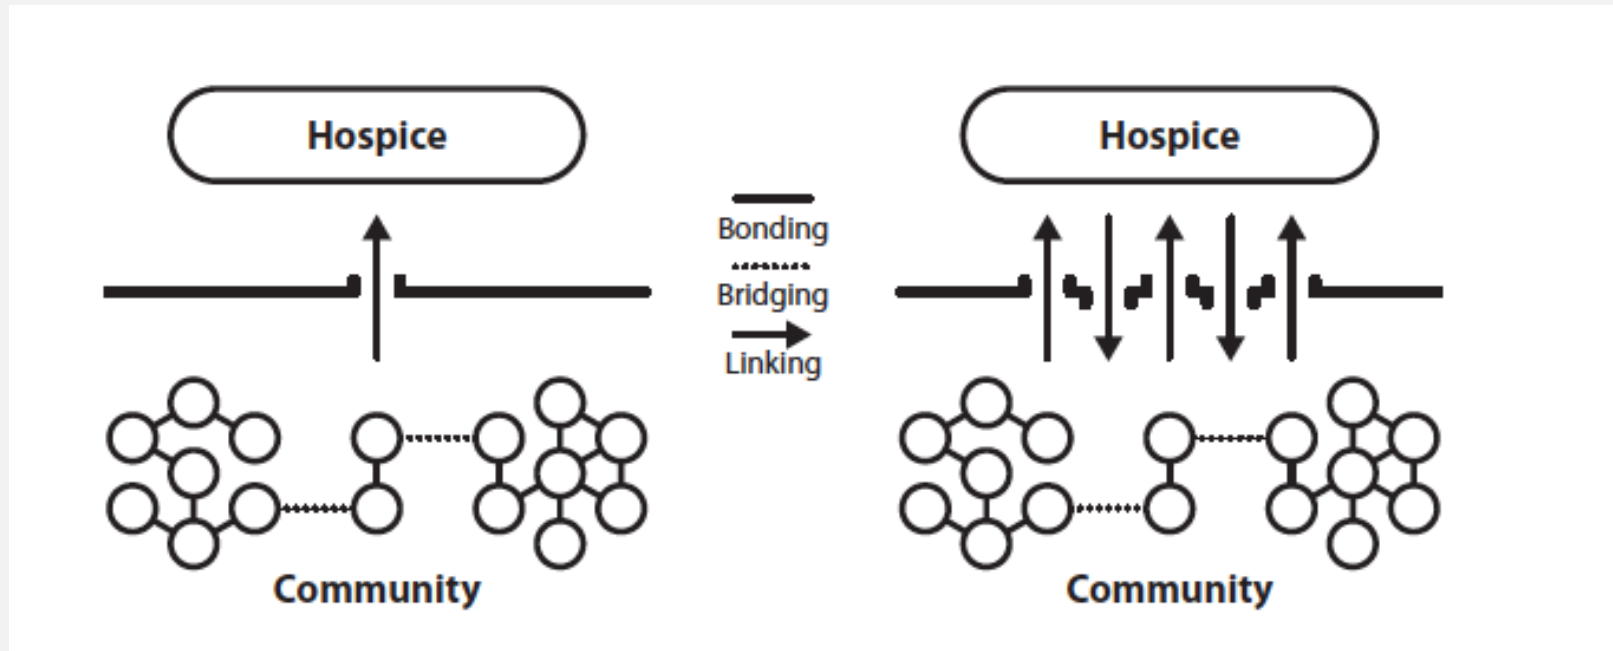 Hospice
Hospice
Bonding
Bridging
Linking
Community
Community